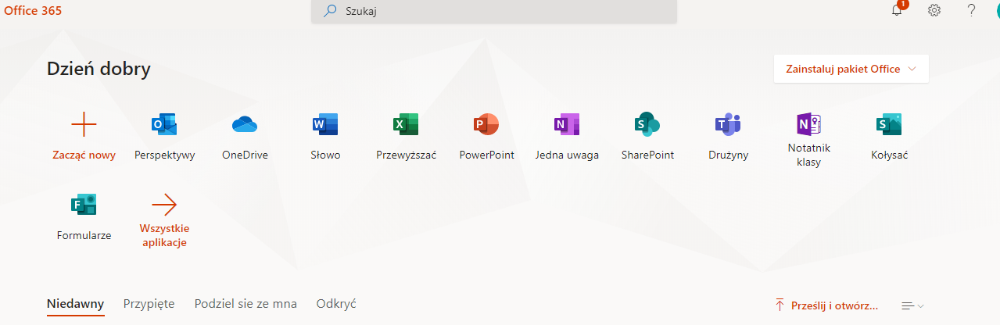 Office 365
Szukaj
1
?
Dzień dobry
Zainstaluj pakiet Office
Zacząć nowy
O
Perspektywy
OneDrive
W
Słowo
X
Przewyższać
P
PowerPoint
N
Jedna uwaga
S
SharePoint
T
Drużyny
N
Notatnik
klasy
S
Kołysać
F
Formularze
Wszystkie
aplikacje
Niedawny
Przypięte
Podziel sie ze mna
Odkryć
Prześlij i otwórz...